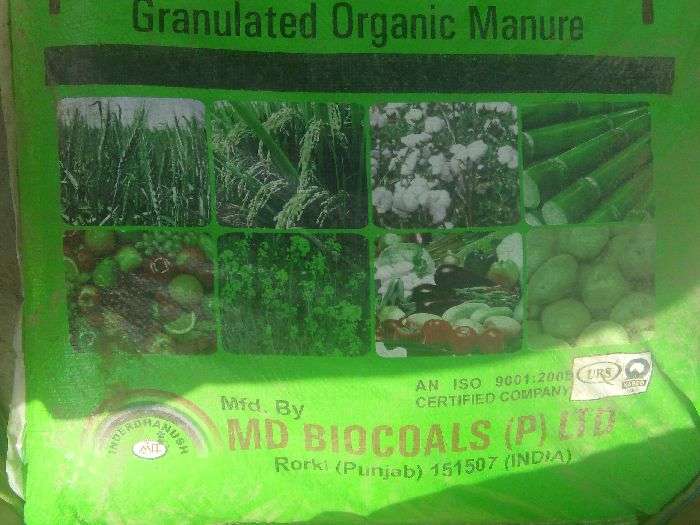 Granulated Organic Manure
AN ISO 9001:2008
CERTIFIED COMPANY
URS
Mfd. By
MD BIOCOALS (P) LTD
Rorki (Punjab) 151507 (INDIA)
INDERDHANUSH